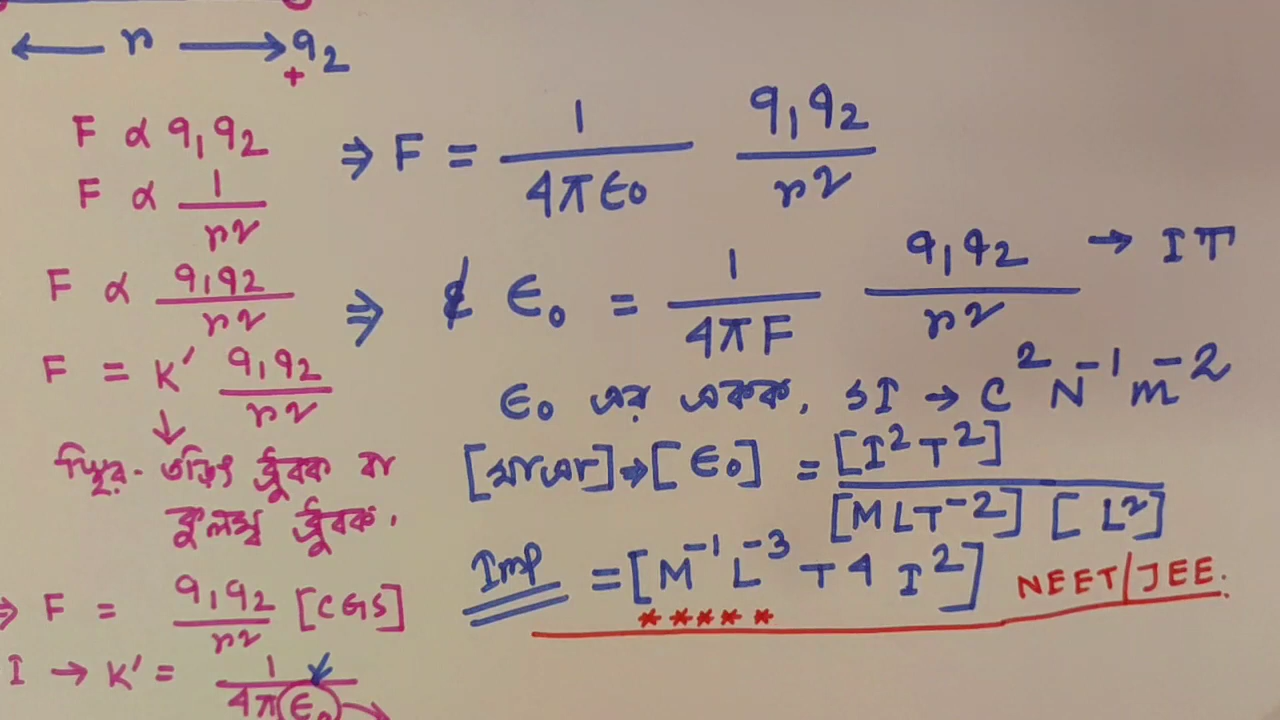 ← r → q₂
+
F ∝ q₁q₂
F ∝ 1/r²
F ∝ q₁q₂/r²
F = K′ q₁q₂/r²
↓
স্থির-তড়িৎ ধ্রুবক বা
কুলম্ব ধ্রুবক.
⇒ F = q₁q₂/r² [CGS]
I → K′ = 1/4πϵ₀
⇒ F = 1/4πϵ₀ q₁q₂/r²
⇒ ϵ₀ = 1/4πF q₁q₂/r² → IT
ϵ₀ এর একক, SI → C² N⁻¹ m⁻²
[মাত্রা] → [ϵ₀] = [I²T²]/[MLT⁻²] [L²]
Imp = [M⁻¹ L⁻³ T4 I²] NEET/JEE.
*****